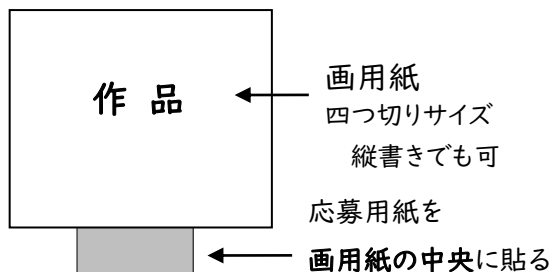 作 品
画用紙
四つ切りサイズ
縦書きでも可
応募用紙を
画用紙の中央に貼る